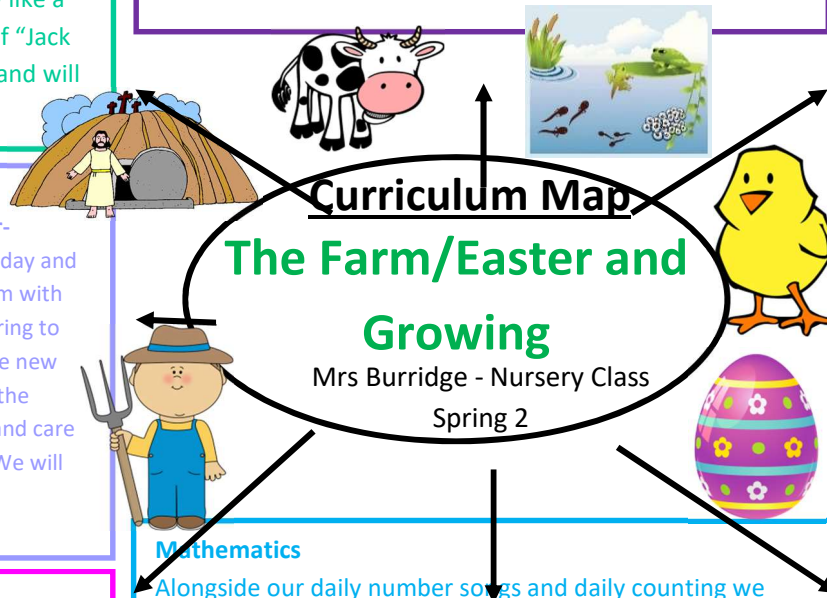 like a
f “Jack
and will
Curriculum Map
The Farm/Easter and
Growing
Mrs Burridge - Nursery Class
Spring 2
r-
day and
m with
ring to
e new
the
and care
We will
Mathematics
Alongside our daily number songs and daily counting we